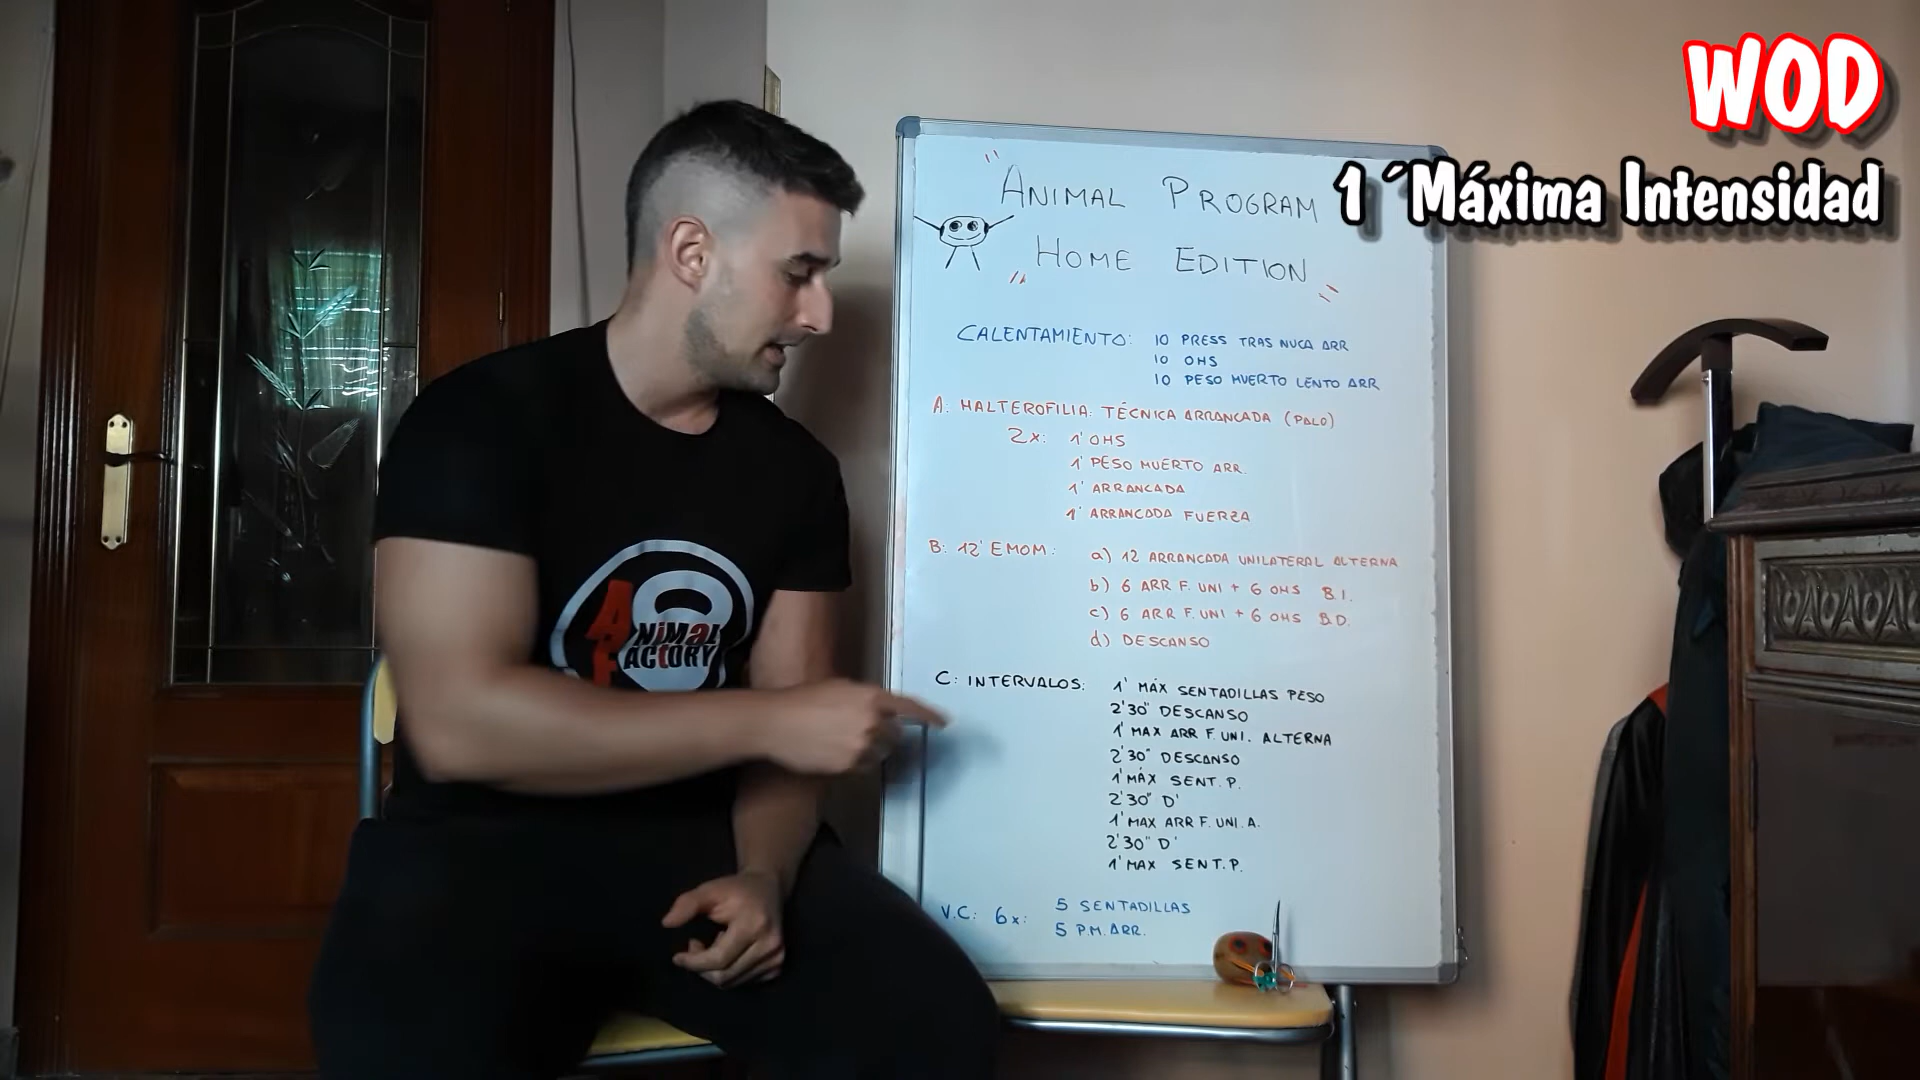 WOD
1 ´Máxima Intensidad
" ANIMAL PROGRAM
" HOME EDITION "
CALENTAMIENTO: 10 PRESS TRAS NUCA ARR
10 OHS
10 PESO MUERTO LENTO ARR
A: HALTEROFILIA: TÉCNICA ARRANCADA (PALO)
2x: 1' OHS
1' PESO MUERTO ARR.
1' ARRANCADA
1' ARRANCADA FUERZA
B: 12' EMOM: a) 12 ARRANCADA UNILATERAL ALTERNA
b) 6 ARR F. UNI + 6 OHS B.I.
c) 6 ARR F. UNI + 6 OHS B.D.
d) DESCANSO
C: INTERVALOS: 1' MÁX SENTADILLAS PESO
2'30" DESCANSO
1' MAX ARR F. UNI. ALTERNA
2'30" DESCANSO
1' MÁX SENT. P.
2'30" D'
1' MAX ARR F. UNI. A.
2'30" D'
1' MAX SENT. P.
V.C: 6x: 5 SENTADILLAS
5 P.M. ARR.
ANIMAL
FACTORY